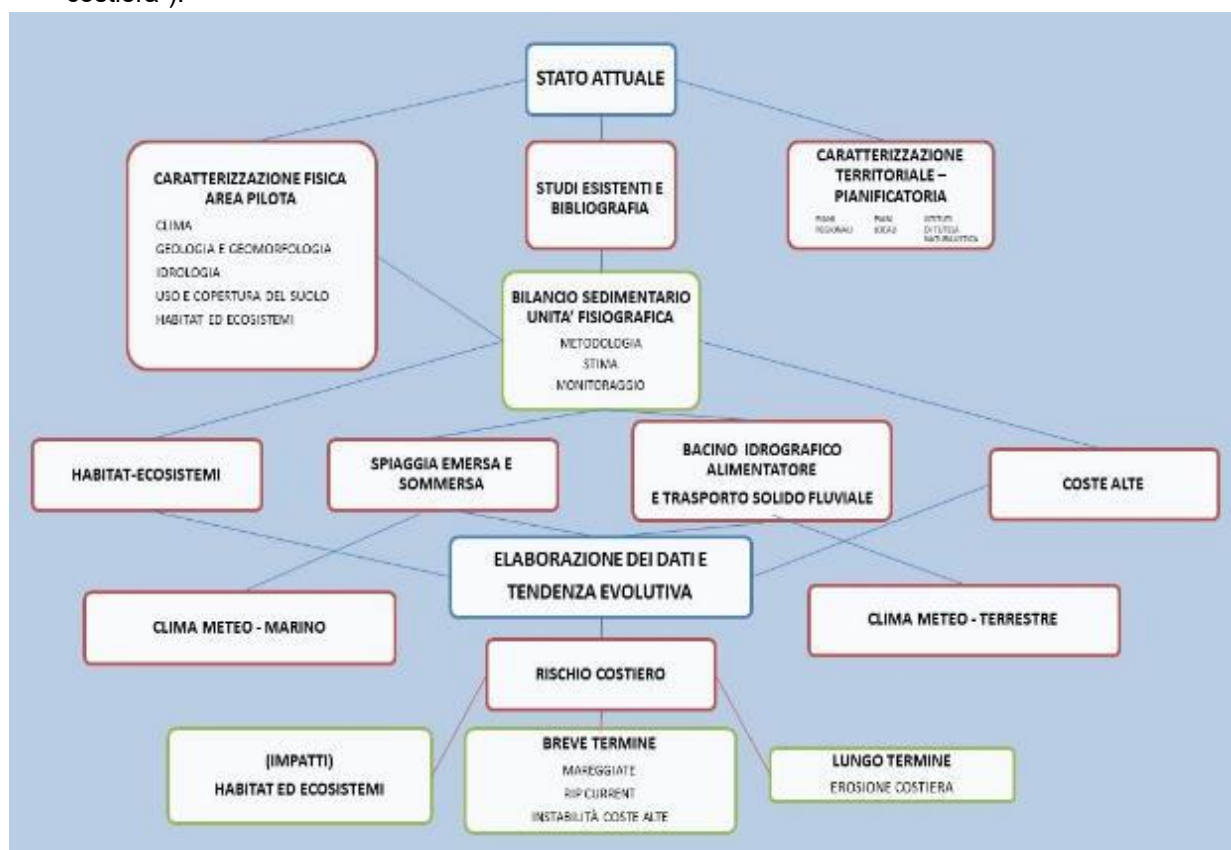 costiera").
STATO ATTUALE
CARATTERIZZAZIONE FISICA
AREA PILOTA
CLIMA
GEOLOGIA E GEOMORFOLOGIA
IDROLOGIA
USO E COPERTURA DEL SUOLO
HABITAT ED ECOSISTEMI
STUDI ESISTENTI E
BIBLIOGRAFIA
CARATTERIZZAZIONE
TERRITORIALE –
PIANIFICATORIA
PIANI
REGIONALI
PIANI
LOCALI
ISTITUTI
DI TUTELA
NATURALISTICA
BILANCIO SEDIMENTARIO
UNITA' FISIOGRAFICA
METODOLOGIA
STIMA
MONITORAGGIO
HABITAT-ECOSISTEMI
SPIAGGIA EMERSA E
SOMMERSA
BACINO IDROGRAFICO
ALIMENTATORE
E TRASPORTO SOLIDO FLUVIALE
COSTE ALTE
ELABORAZIONE DEI DATI E
TENDENZA EVOLUTIVA
CLIMA METEO - MARINO
CLIMA METEO - TERRESTRE
RISCHIO COSTIERO
(IMPATTI)
HABITAT ED ECOSISTEMI
BREVE TERMINE
MAREGGIATE
RIP CURRENT
INSTABILITÀ COSTE ALTE
LUNGO TERMINE
EROSIONE COSTIERA